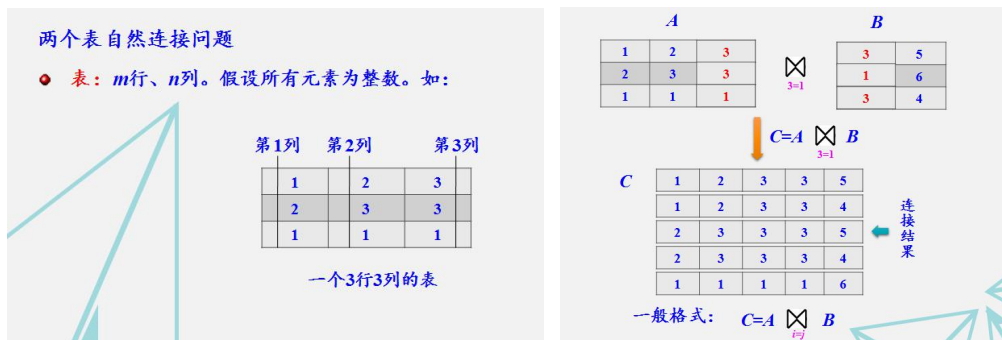 两个表自然连接问题
表：m行、n列。假设所有元素为整数。如：
第1列 第2列 第3列
1 2 3
2 3 3
1 1 1
一个3行3列的表
A B
1 2 3
2 3 3
1 1 1
⋈
3=1
3 5
1 6
3 4
C=A ⋈ B
3=1
C
1 2 3 3 5
1 2 3 3 4
2 3 3 3 5
2 3 3 3 4
1 1 1 1 6
连接结果
一般格式： C=A ⋈ B
i=j